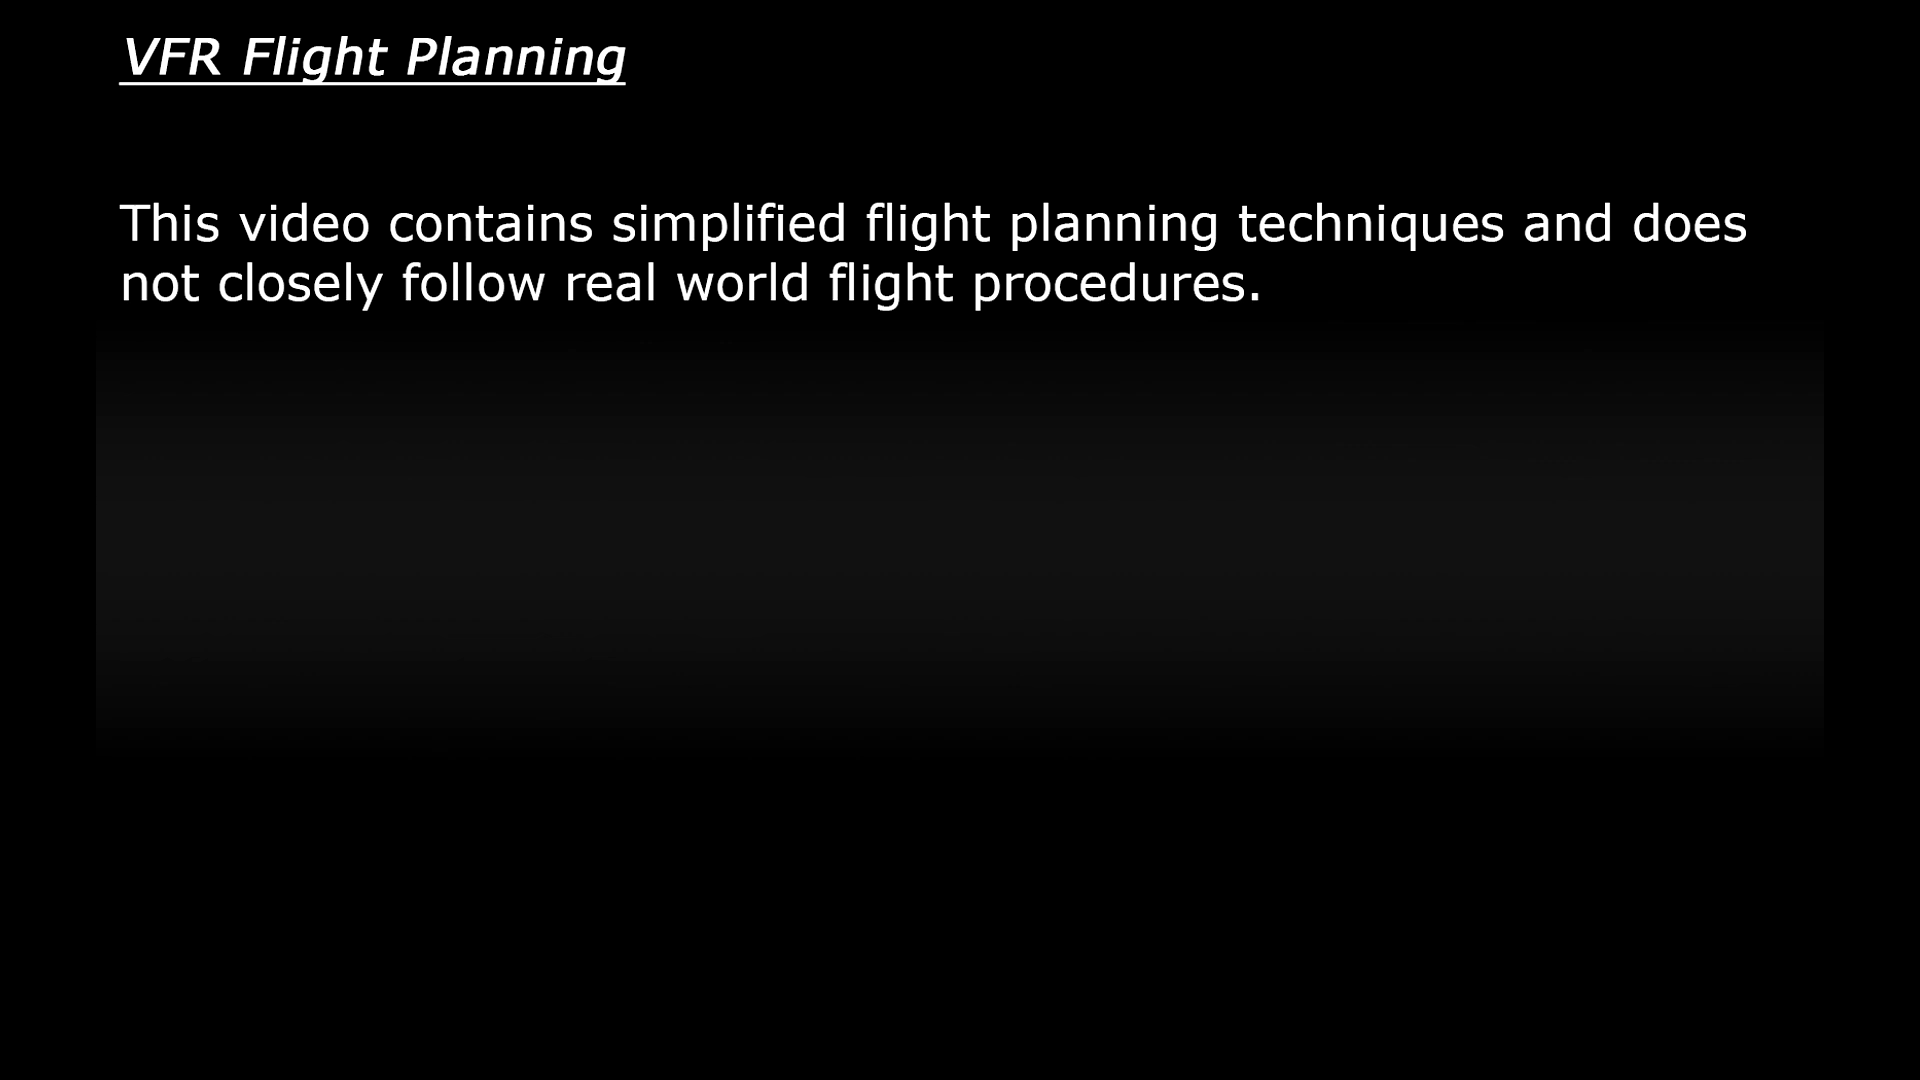 VFR Flight Planning
This video contains simplified flight planning techniques and does
not closely follow real world flight procedures.